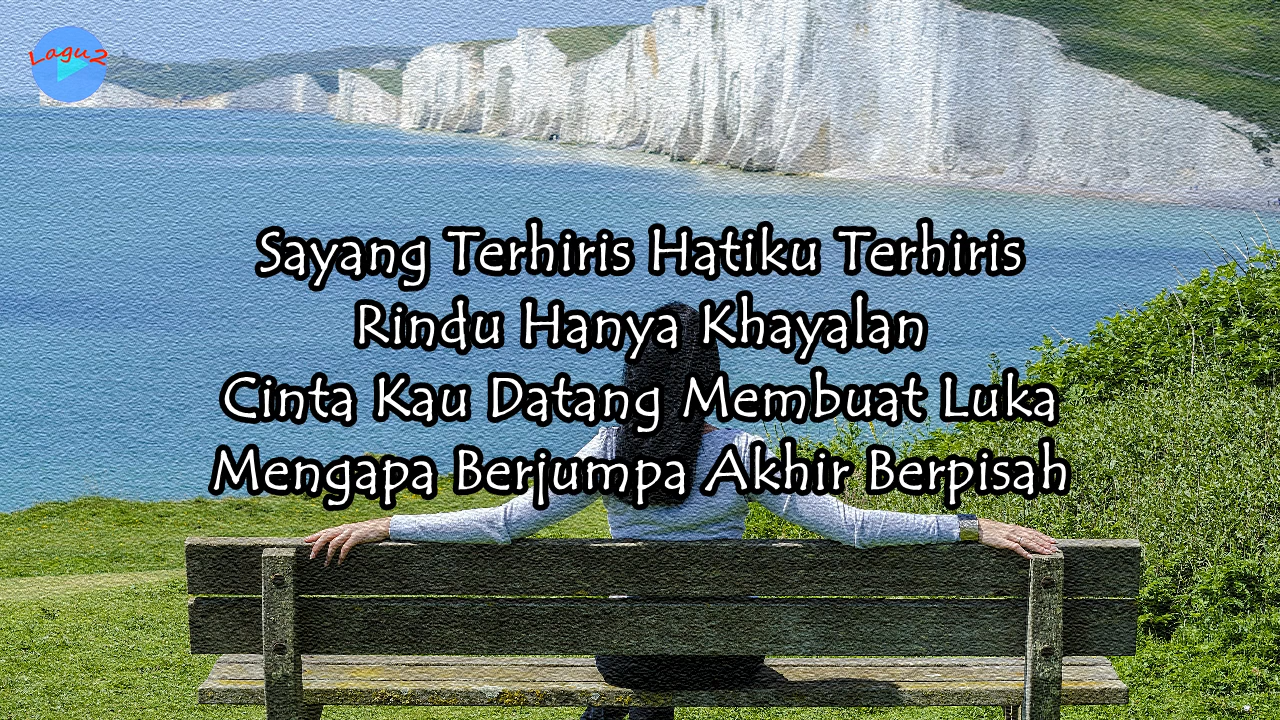 Lagu2
Sayang Terhiris Hatiku Terhiris
Rindu Hanya Khayalan
Cinta Kau Datang Membuat Luka
Mengapa Berjumpa Akhir Berpisah